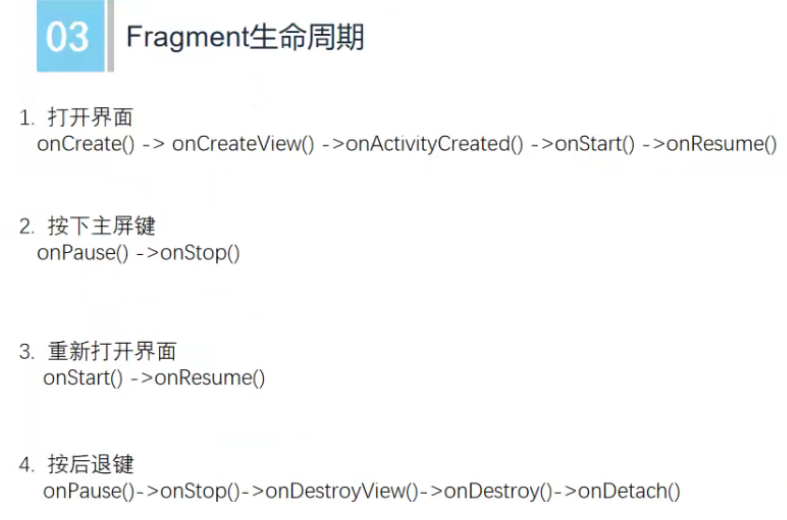 03 Fragment生命周期
1. 打开界面
onCreate() -> onCreateView() ->onActivityCreated() ->onStart() ->onResume()
2. 按下主屏键
onPause() ->onStop()
3. 重新打开界面
onStart() ->onResume()
4. 按后退键
onPause()->onStop()->onDestroyView()->onDestroy()->onDetach()